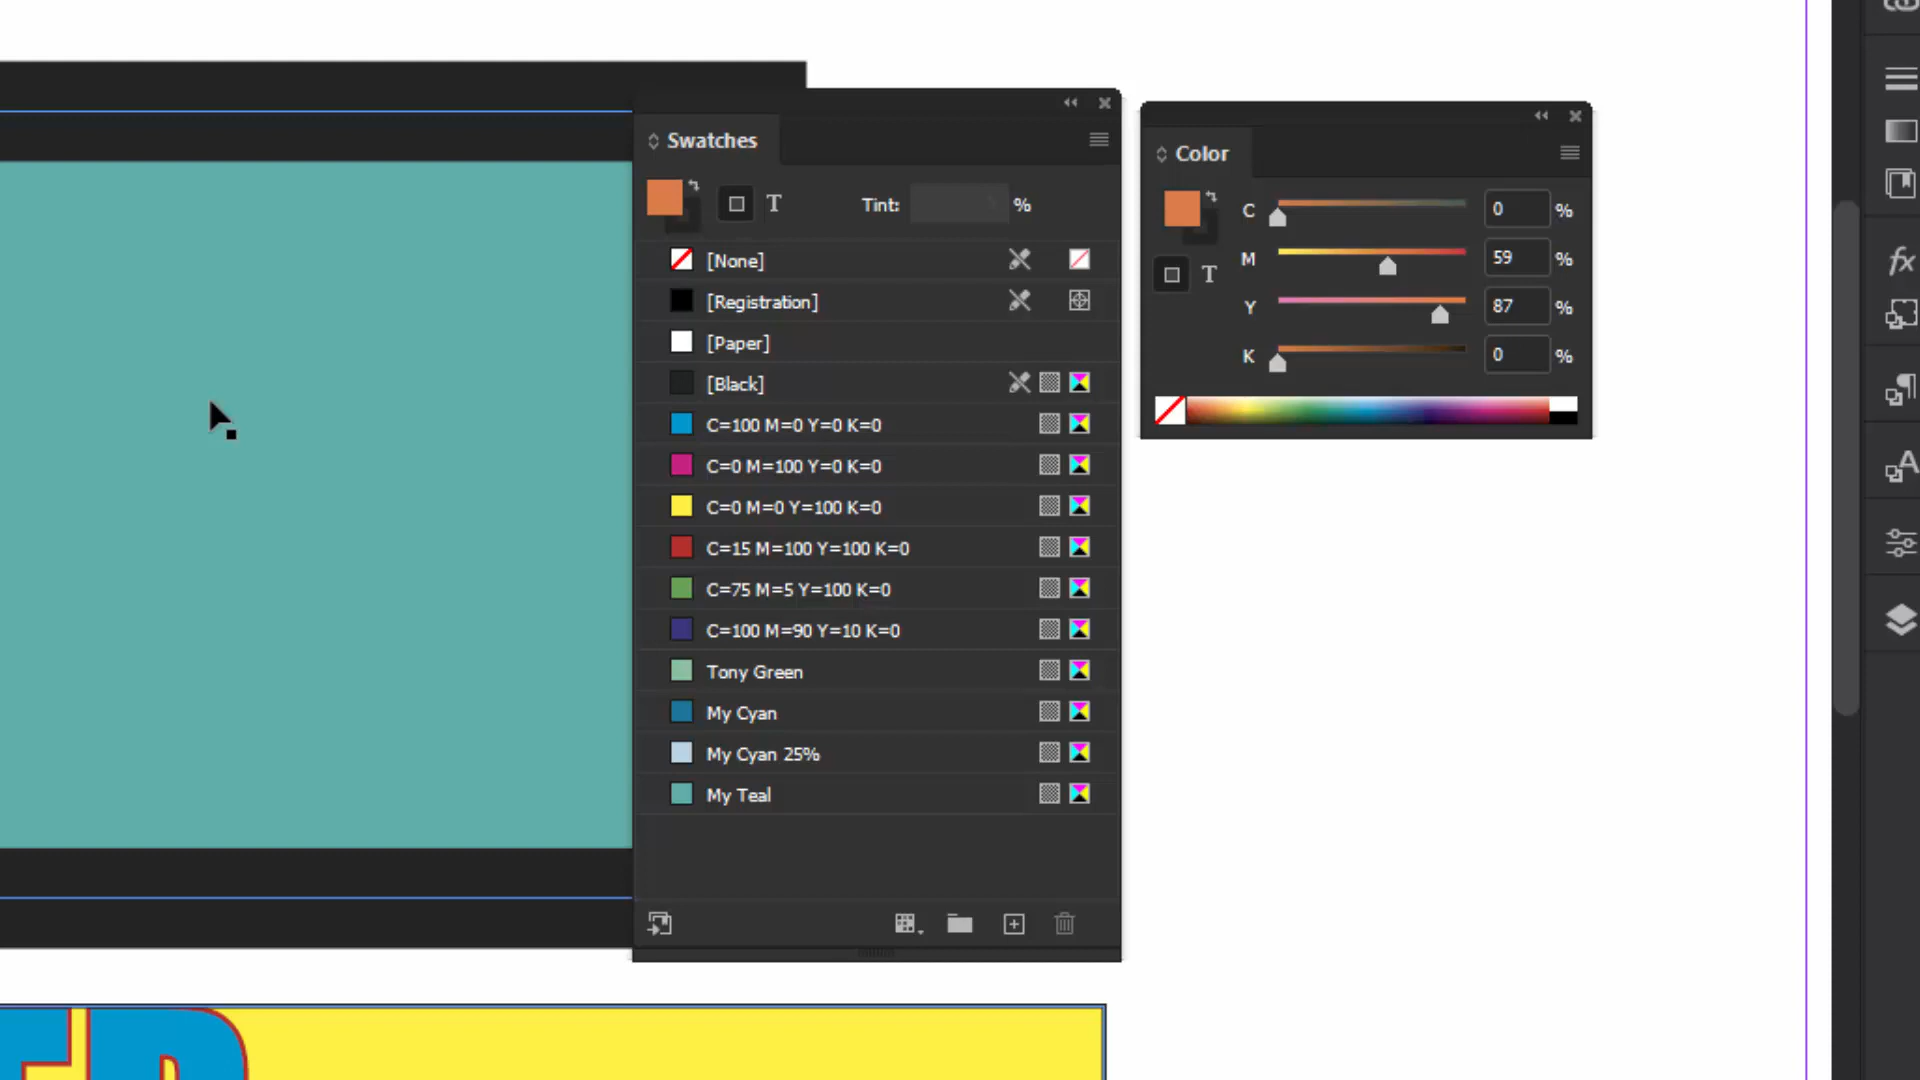 Swatches
T
Tint:
%
[None]
[Registration]
[Paper]
[Black]
C=100 M=0 Y=0 K=0
C=0 M=100 Y=0 K=0
C=0 M=0 Y=100 K=0
C=15 M=100 Y=100 K=0
C=75 M=5 Y=100 K=0
C=100 M=90 Y=10 K=0
Tony Green
My Cyan
My Cyan 25%
My Teal
Color
C 0 %
M 59 %
T
Y 87 %
K 0 %
fx
A